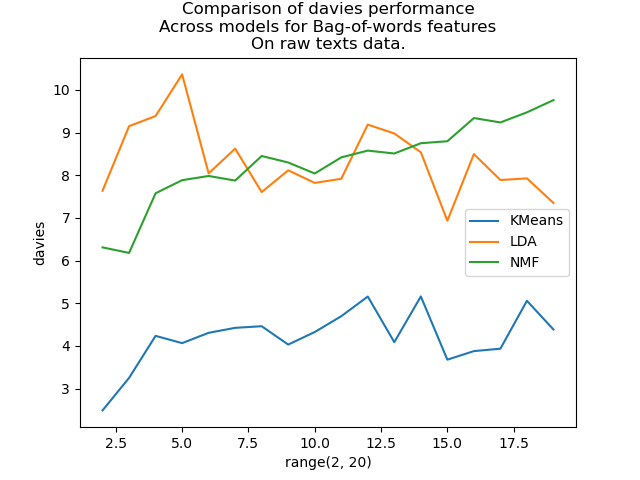 Comparison of davies performance
Across models for Bag-of-words features
On raw texts data.
10
9
8
7
6
5
4
3
davies
KMeans
LDA
NMF
2.5
5.0
7.5
10.0
12.5
15.0
17.5
range(2, 20)